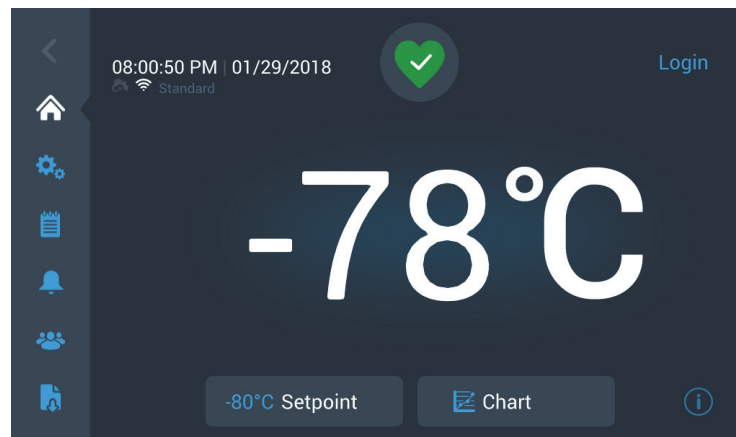 08:00:50 PM | 01/29/2018
Login
Standard
-78°C
-80°C Setpoint
Chart
i